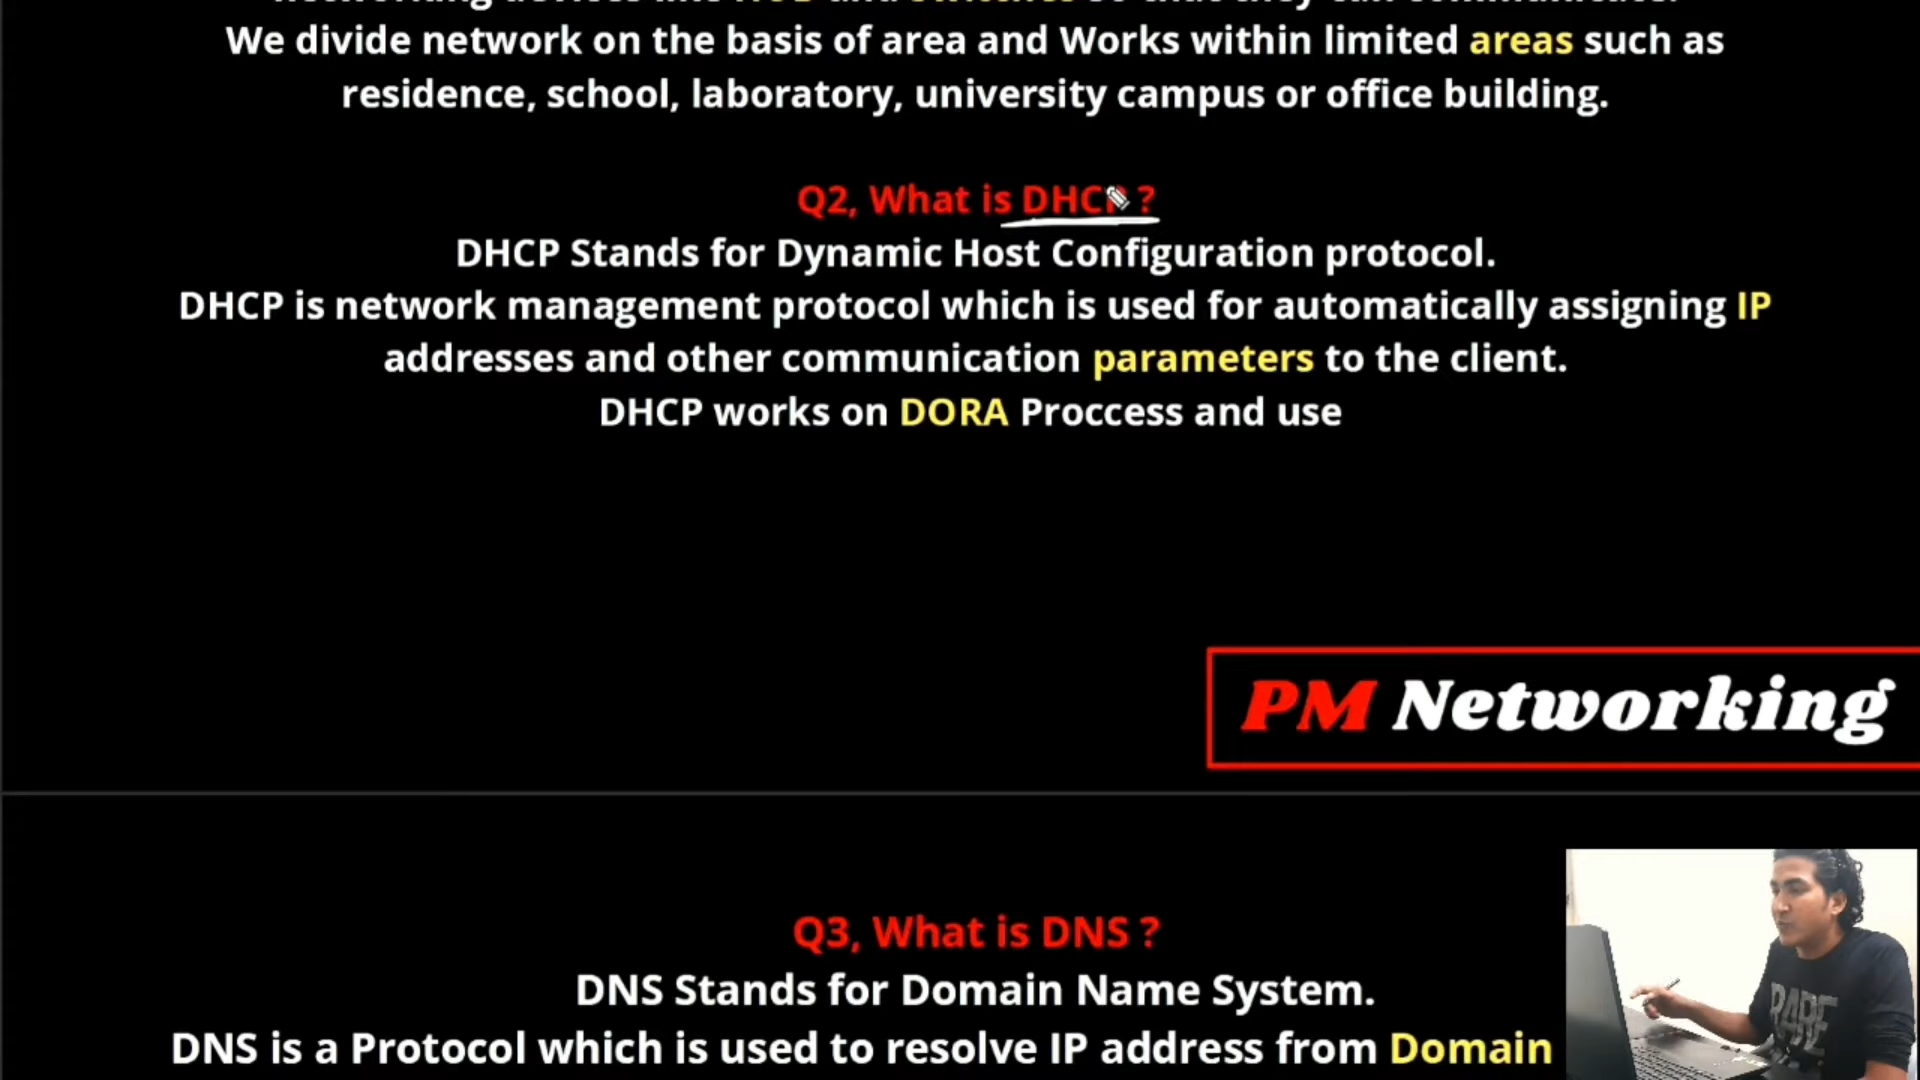 We divide network on the basis of area and Works within limited areas such as
residence, school, laboratory, university campus or office building.
Q2, What is DHCP ?
DHCP Stands for Dynamic Host Configuration protocol.
DHCP is network management protocol which is used for automatically assigning IP
addresses and other communication parameters to the client.
DHCP works on DORA Proccess and use
PM Networking
Q3, What is DNS ?
DNS Stands for Domain Name System.
DNS is a Protocol which is used to resolve IP address from Domain
RARE